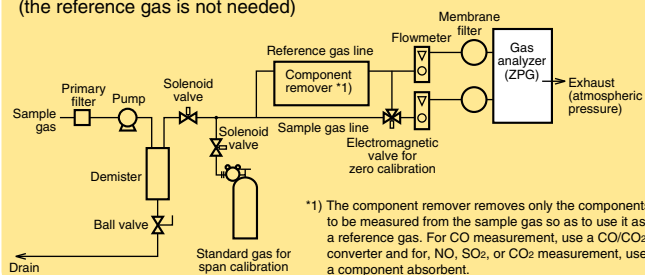 (the reference gas is not needed)
Membrane
filter
Flowmeter
Reference gas line
Gas
analyzer
(ZPG)
Component
remover *1)
Exhaust
(atmospheric
pressure)
Solenoid
valve
Primary
filter
Pump
Sample
gas
Solenoid
valve
Sample gas line
Electromagnetic
valve for
zero calibration
Demister
Ball valve
Drain
Standard gas for
span calibration
*1) The component remover removes only the components
to be measured from the sample gas so as to use it as
a reference gas. For CO measurement, use a CO/CO2
converter and for, NO, SO2, or CO2 measurement, use
a component absorbent.